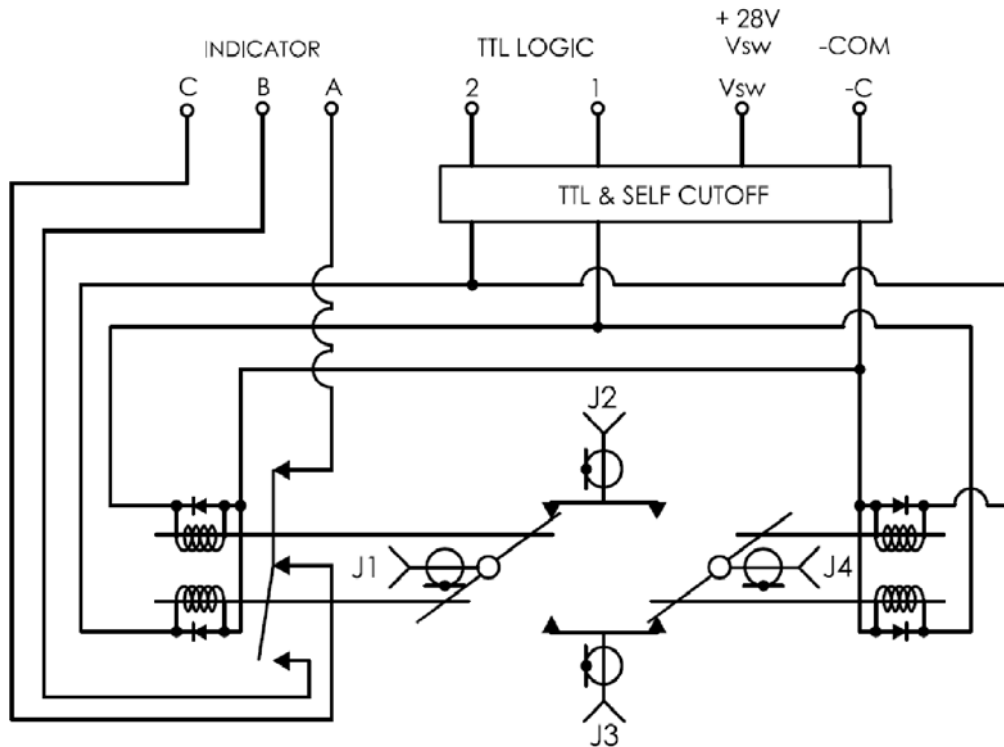 + 28V
INDICATOR TTL LOGIC Vsw -COM
C B A 2 1 Vsw -C
TTL & SELF CUTOFF
J2
J1 J4
J3